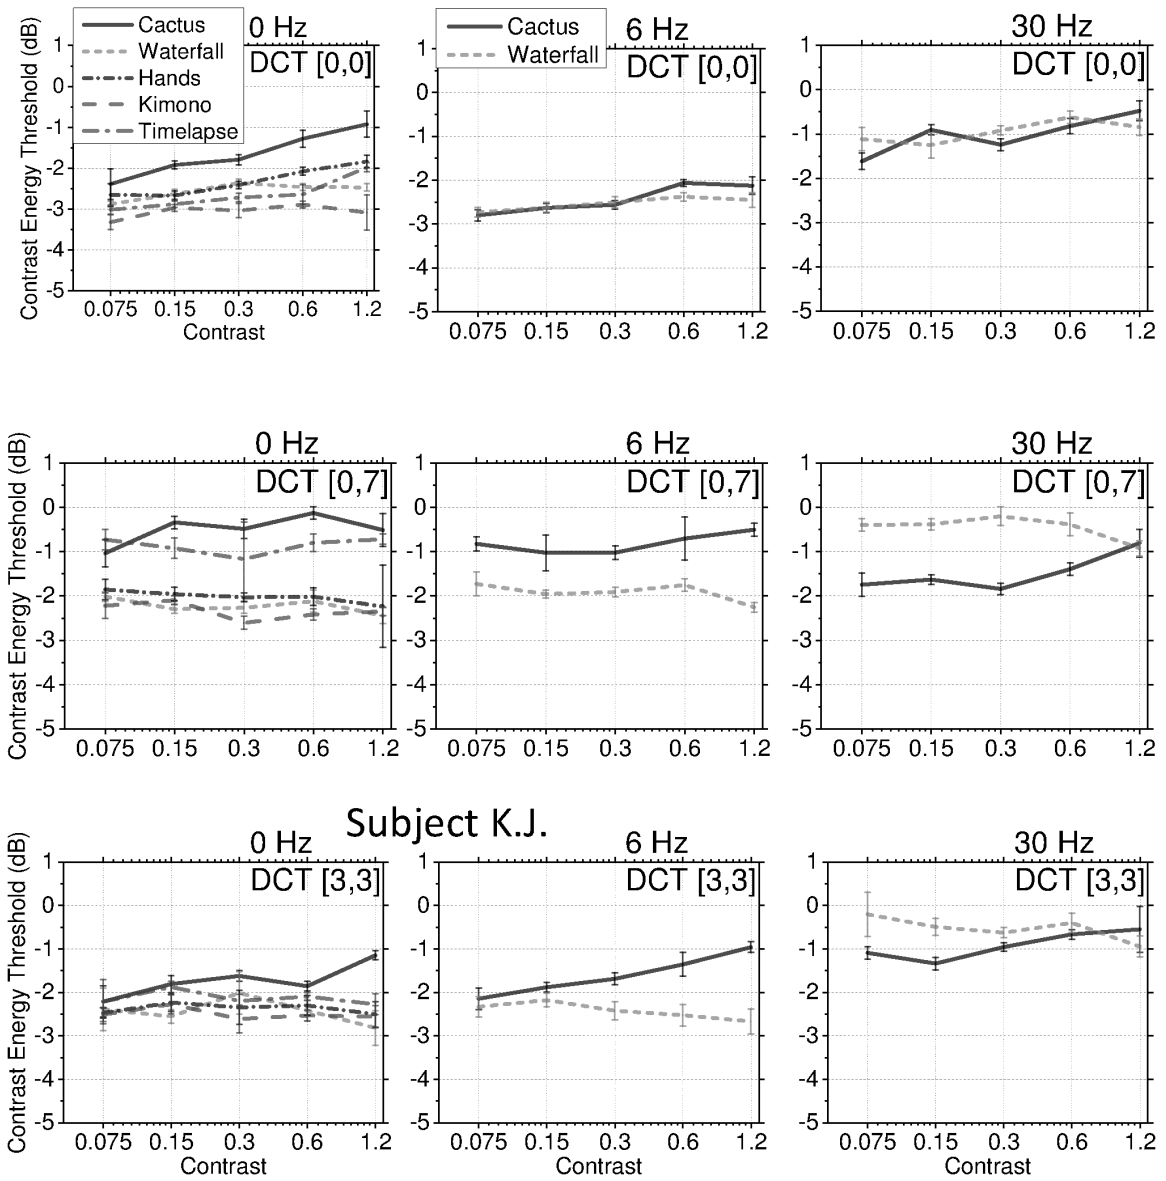 Cactus
Waterfall
Hands
Kimono
Timelapse
0 Hz
DCT [0,0]
Contrast Energy Threshold (dB)
1
0
-1
-2
-3
-4
-5
0.075 0.15 0.3 0.6 1.2
Contrast
Cactus
Waterfall
6 Hz
DCT [0,0]
1
0
-1
-2
-3
-4
-5
0.075 0.15 0.3 0.6 1.2
30 Hz
DCT [0,0]
1
0
-1
-2
-3
-4
-5
0.075 0.15 0.3 0.6 1.2
0 Hz
DCT [0,7]
Contrast Energy Threshold (dB)
1
0
-1
-2
-3
-4
-5
0.075 0.15 0.3 0.6 1.2
6 Hz
DCT [0,7]
1
0
-1
-2
-3
-4
-5
0.075 0.15 0.3 0.6 1.2
30 Hz
DCT [0,7]
1
0
-1
-2
-3
-4
-5
0.075 0.15 0.3 0.6 1.2
Subject K.J.
0 Hz
DCT [3,3]
Contrast Energy Threshold (dB)
1
0
-1
-2
-3
-4
-5
0.075 0.15 0.3 0.6 1.2
Contrast
6 Hz
DCT [3,3]
1
0
-1
-2
-3
-4
-5
0.075 0.15 0.3 0.6 1.2
Contrast
30 Hz
DCT [3,3]
1
0
-1
-2
-3
-4
-5
0.075 0.15 0.3 0.6 1.2
Contrast